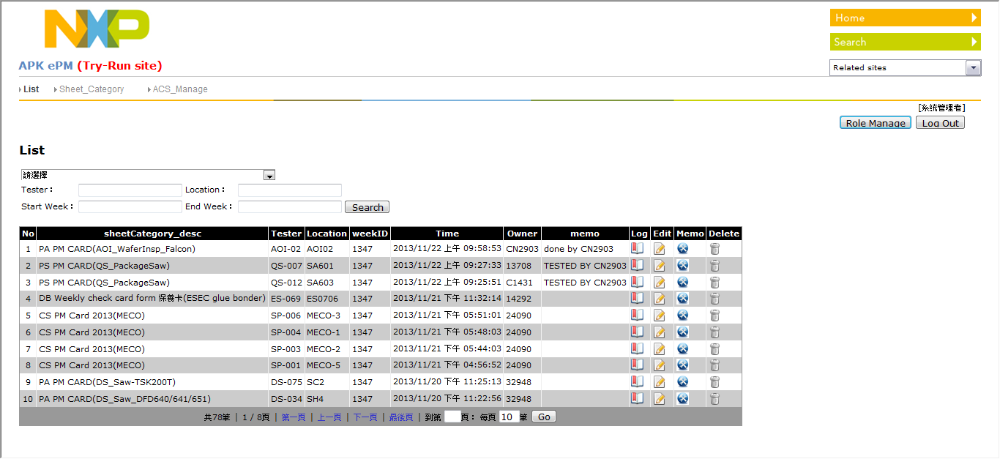 NXP
Home
Search
APK ePM (Try-Run site)
Related sites
List Sheet_Category ACS_Manage
[系統管理者]
Role Manage Log Out
List
請選擇
Tester： Location：
Start Week： End Week： Search
No sheetCategory_desc Tester Location weekID Time Owner memo Log Edit Memo Delete
1 PA PM CARD(AOI_WaferInsp_Falcon) AOI-02 AOI02 1347 2013/11/22 上午 09:58:53 CN2903 done by CN2903
2 PS PM CARD(QS_PackageSaw) QS-007 SA601 1347 2013/11/22 上午 09:27:33 13708 TESTED BY CN2903
3 PS PM CARD(QS_PackageSaw) QS-012 SA603 1347 2013/11/22 上午 09:25:51 C1431 TESTED BY CN2903
4 DB Weekly check card form 保養卡(ESEC glue bonder) ES-069 ES0706 1347 2013/11/21 下午 11:32:14 14292
5 CS PM Card 2013(MECO) SP-006 MECO-3 1347 2013/11/21 下午 05:51:01 24090
6 CS PM Card 2013(MECO) SP-004 MECO-1 1347 2013/11/21 下午 05:48:03 24090
7 CS PM Card 2013(MECO) SP-003 MECO-2 1347 2013/11/21 下午 05:44:03 24090
8 CS PM Card 2013(MECO) SP-001 MECO-5 1347 2013/11/21 下午 04:56:52 24090
9 PA PM CARD(DS_Saw-TSK200T) DS-075 SC2 1347 2013/11/20 下午 11:25:13 32948
10 PA PM CARD(DS_Saw_DFD640/641/651) DS-034 SH4 1347 2013/11/20 下午 11:22:56 32948
共78筆 | 1 / 8頁 | 第一頁 | 上一頁 | 下一頁 | 最後頁 | 到第 頁： 每頁 10 筆 Go